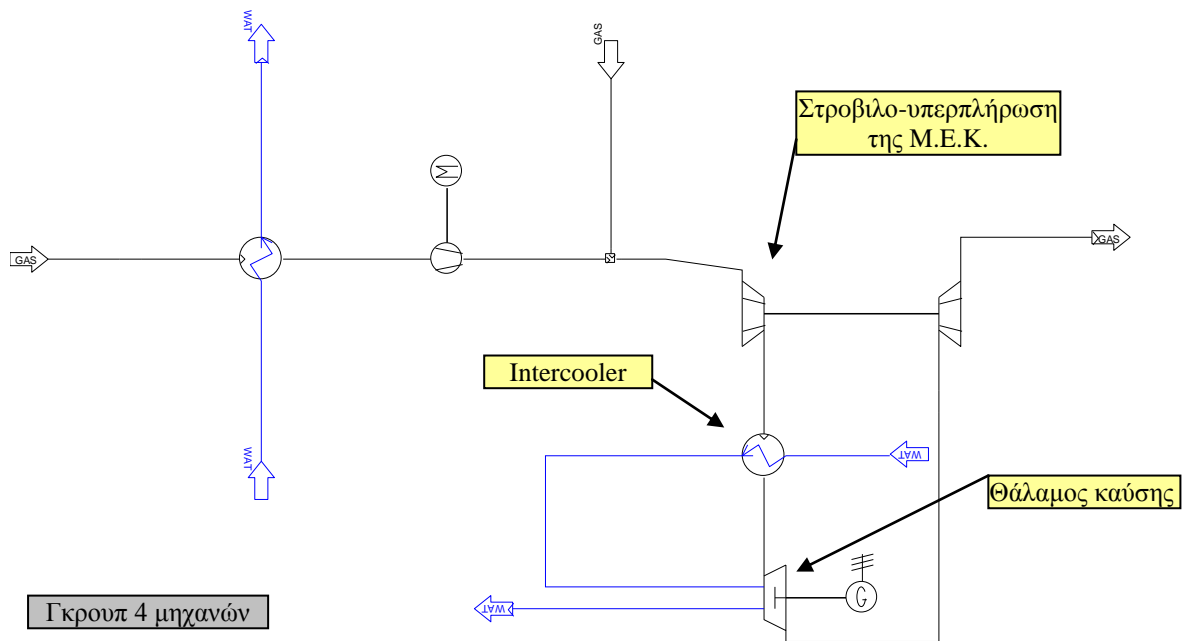 WAT
GAS
Στροβιλο-υπερπλήρωση
της Μ.Ε.Κ.
M
GAS
GAS
Intercooler
WAT
WAT
Θάλαμος καύσης
G
WAT
Γκρουπ 4 μηχανών